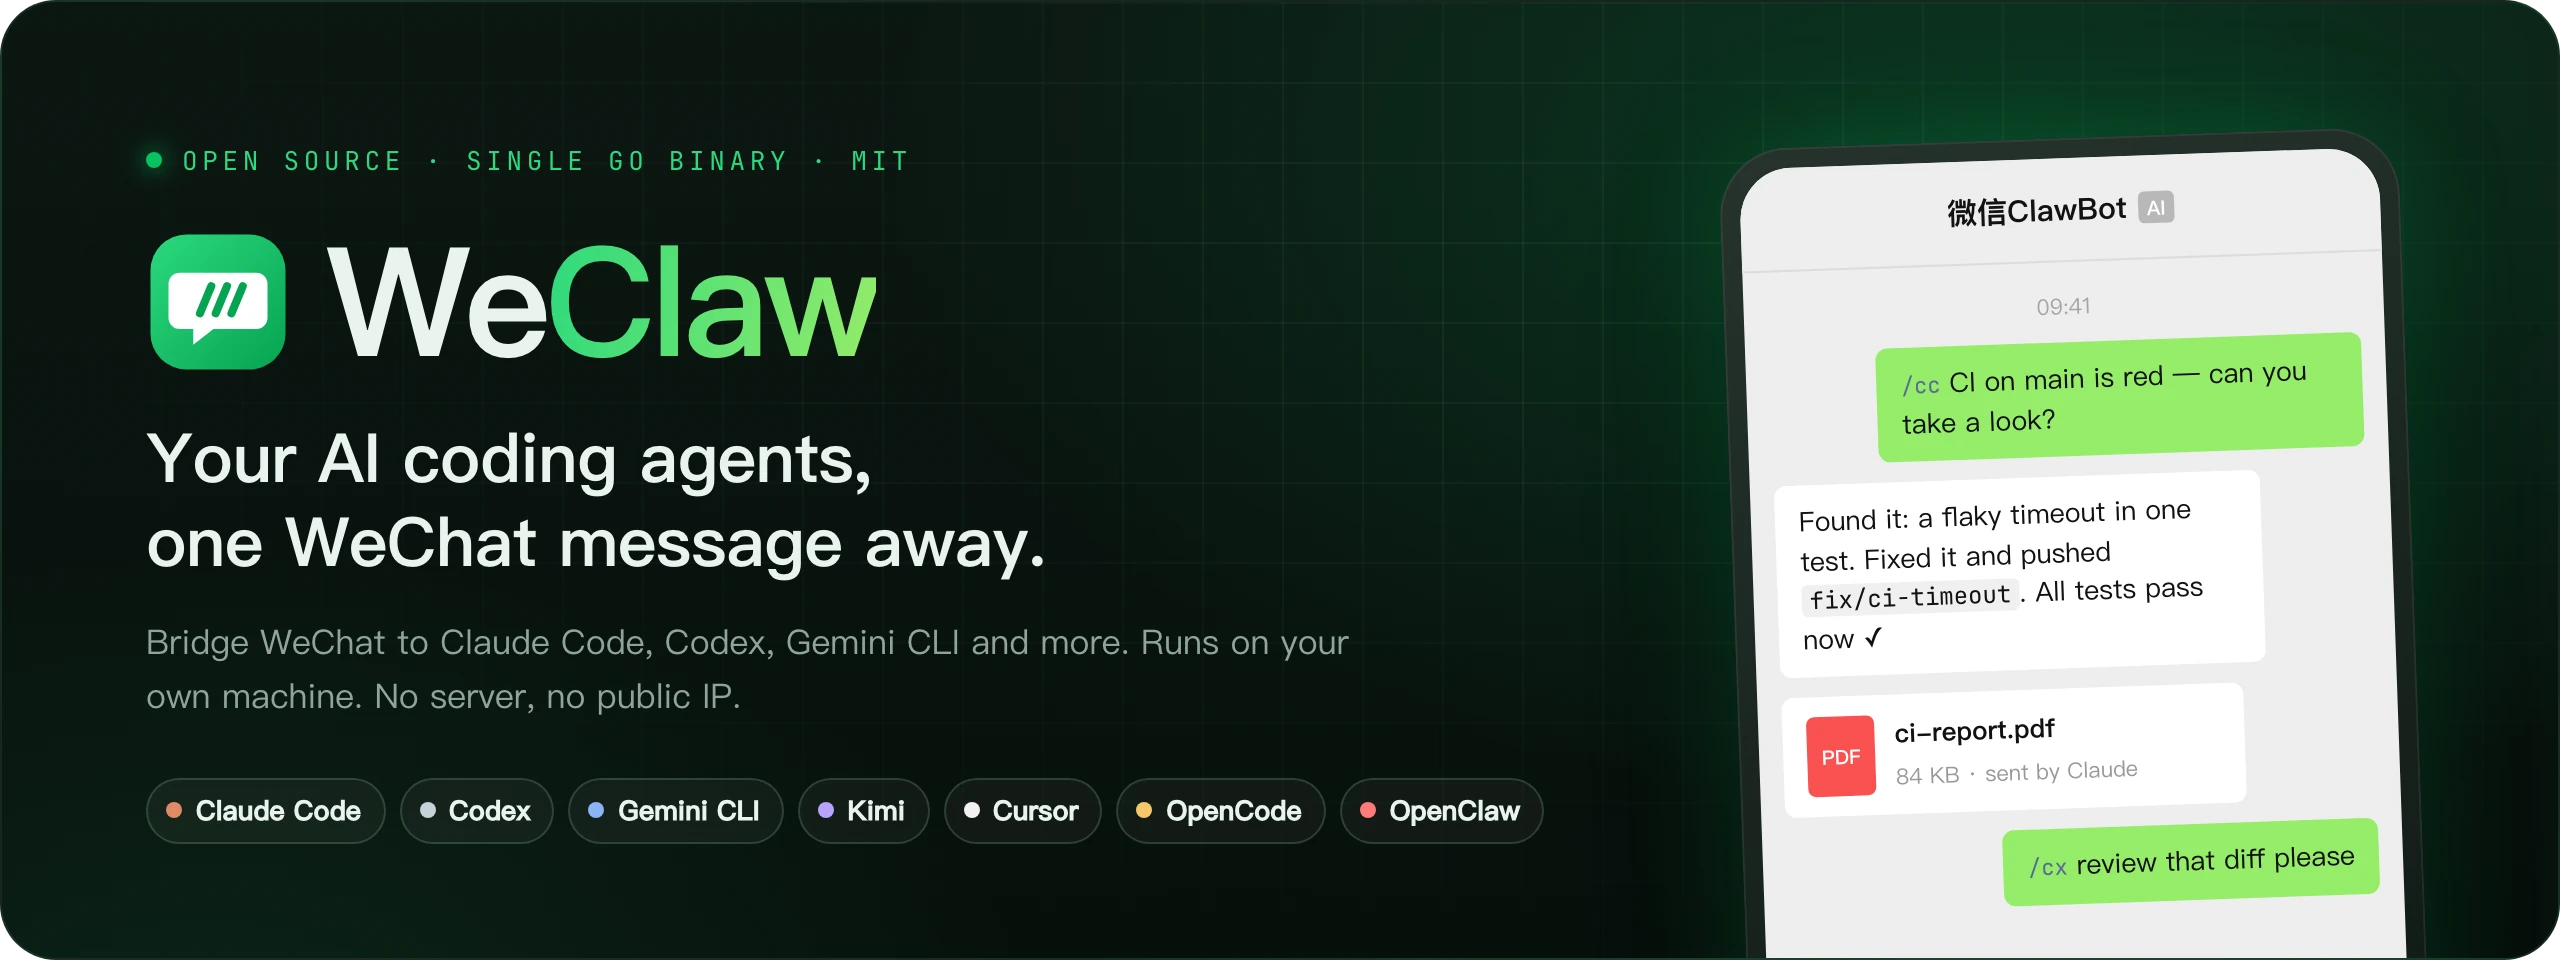 OPEN SOURCE · SINGLE GO BINARY · MIT
WeClaw
Your AI coding agents,
one WeChat message away.
Bridge WeChat to Claude Code, Codex, Gemini CLI and more. Runs on your
own machine. No server, no public IP.
Claude Code
Codex
Gemini CLI
Kimi
Cursor
OpenCode
OpenClaw
微信ClawBot AI
09:41
/cc CI on main is red — can you
take a look?
Found it: a flaky timeout in one
test. Fixed it and pushed
fix/ci-timeout. All tests pass
now ✓
PDF
ci-report.pdf
84 KB · sent by Claude
/cx review that diff please